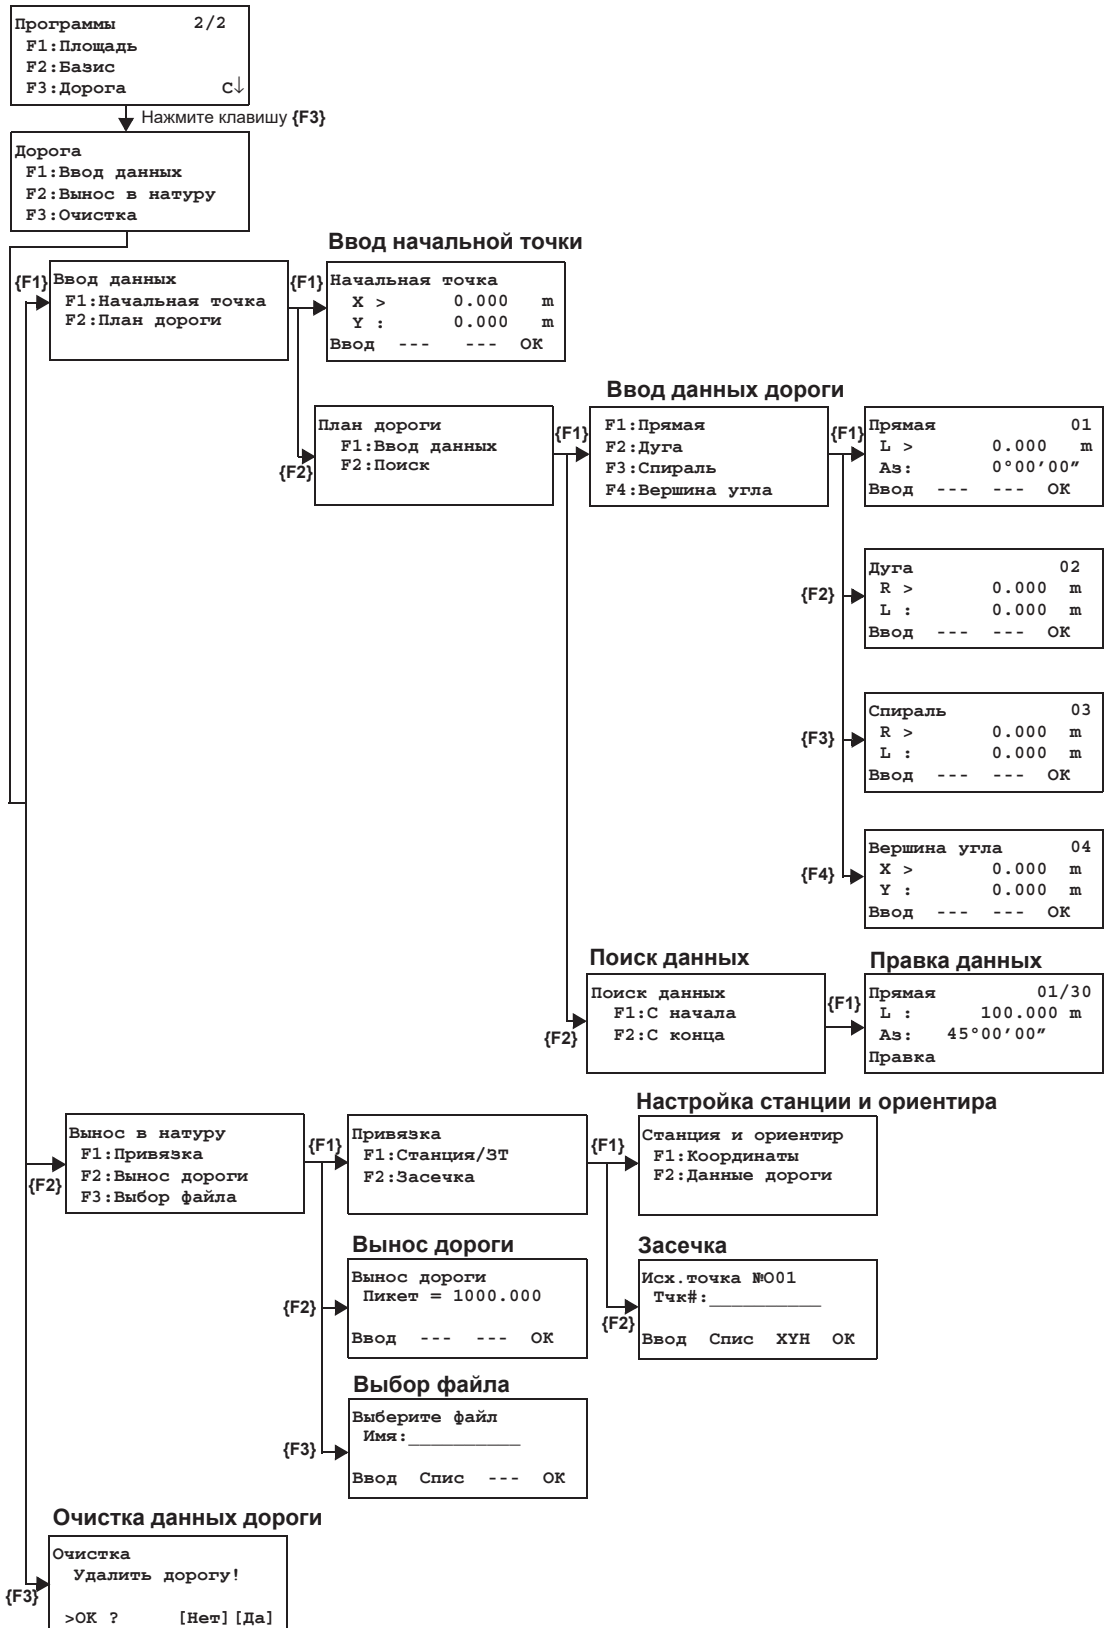 Программы 2/2
F1:Площадь
F2:Базис
F3:Дорога C↓
Нажмите клавишу {F3}
Дорога
F1:Ввод данных
F2:Вынос в натуру
F3:Очистка
Ввод начальной точки
{F1}
Ввод данных
F1:Начальная точка
F2:План дороги
{F1}
Начальная точка
X > 0.000 m
Y : 0.000 m
Ввод --- --- OK
Ввод данных дороги
{F2}
План дороги
F1:Ввод данных
F2:Поиск
{F1}
F1:Прямая
F2:Дуга
F3:Спираль
F4:Вершина угла
{F1}
Прямая 01
L > 0.000 m
Аз: 0°00'00"
Ввод --- --- OK
{F2}
Дуга 02
R > 0.000 m
L : 0.000 m
Ввод --- --- OK
{F3}
Спираль 03
R > 0.000 m
L : 0.000 m
Ввод --- --- OK
{F4}
Вершина угла 04
X > 0.000 m
Y : 0.000 m
Ввод --- --- OK
Поиск данных
{F2}
Поиск данных
F1:С начала
F2:С конца
Правка данных
{F1}
Прямая 01/30
L : 100.000 m
Аз: 45°00'00"
Правка
{F2}
Вынос в натуру
F1:Привязка
F2:Вынос дороги
F3:Выбор файла
{F1}
Привязка
F1:Станция/ЗТ
F2:Засечка
Настройка станции и ориентира
{F1}
Станция и ориентир
F1:Координаты
F2:Данные дороги
Вынос дороги
{F2}
Вынос дороги
Пикет = 1000.000
Ввод --- --- OK
Засечка
{F2}
Исх.точка №O01
Тчк#:__________
Ввод Спис XYH OK
Выбор файла
{F3}
Выберите файл
Имя:__________
Ввод Спис --- OK
Очистка данных дороги
{F3}
Очистка
Удалить дорогу!
>OK ? [Нет][Да]